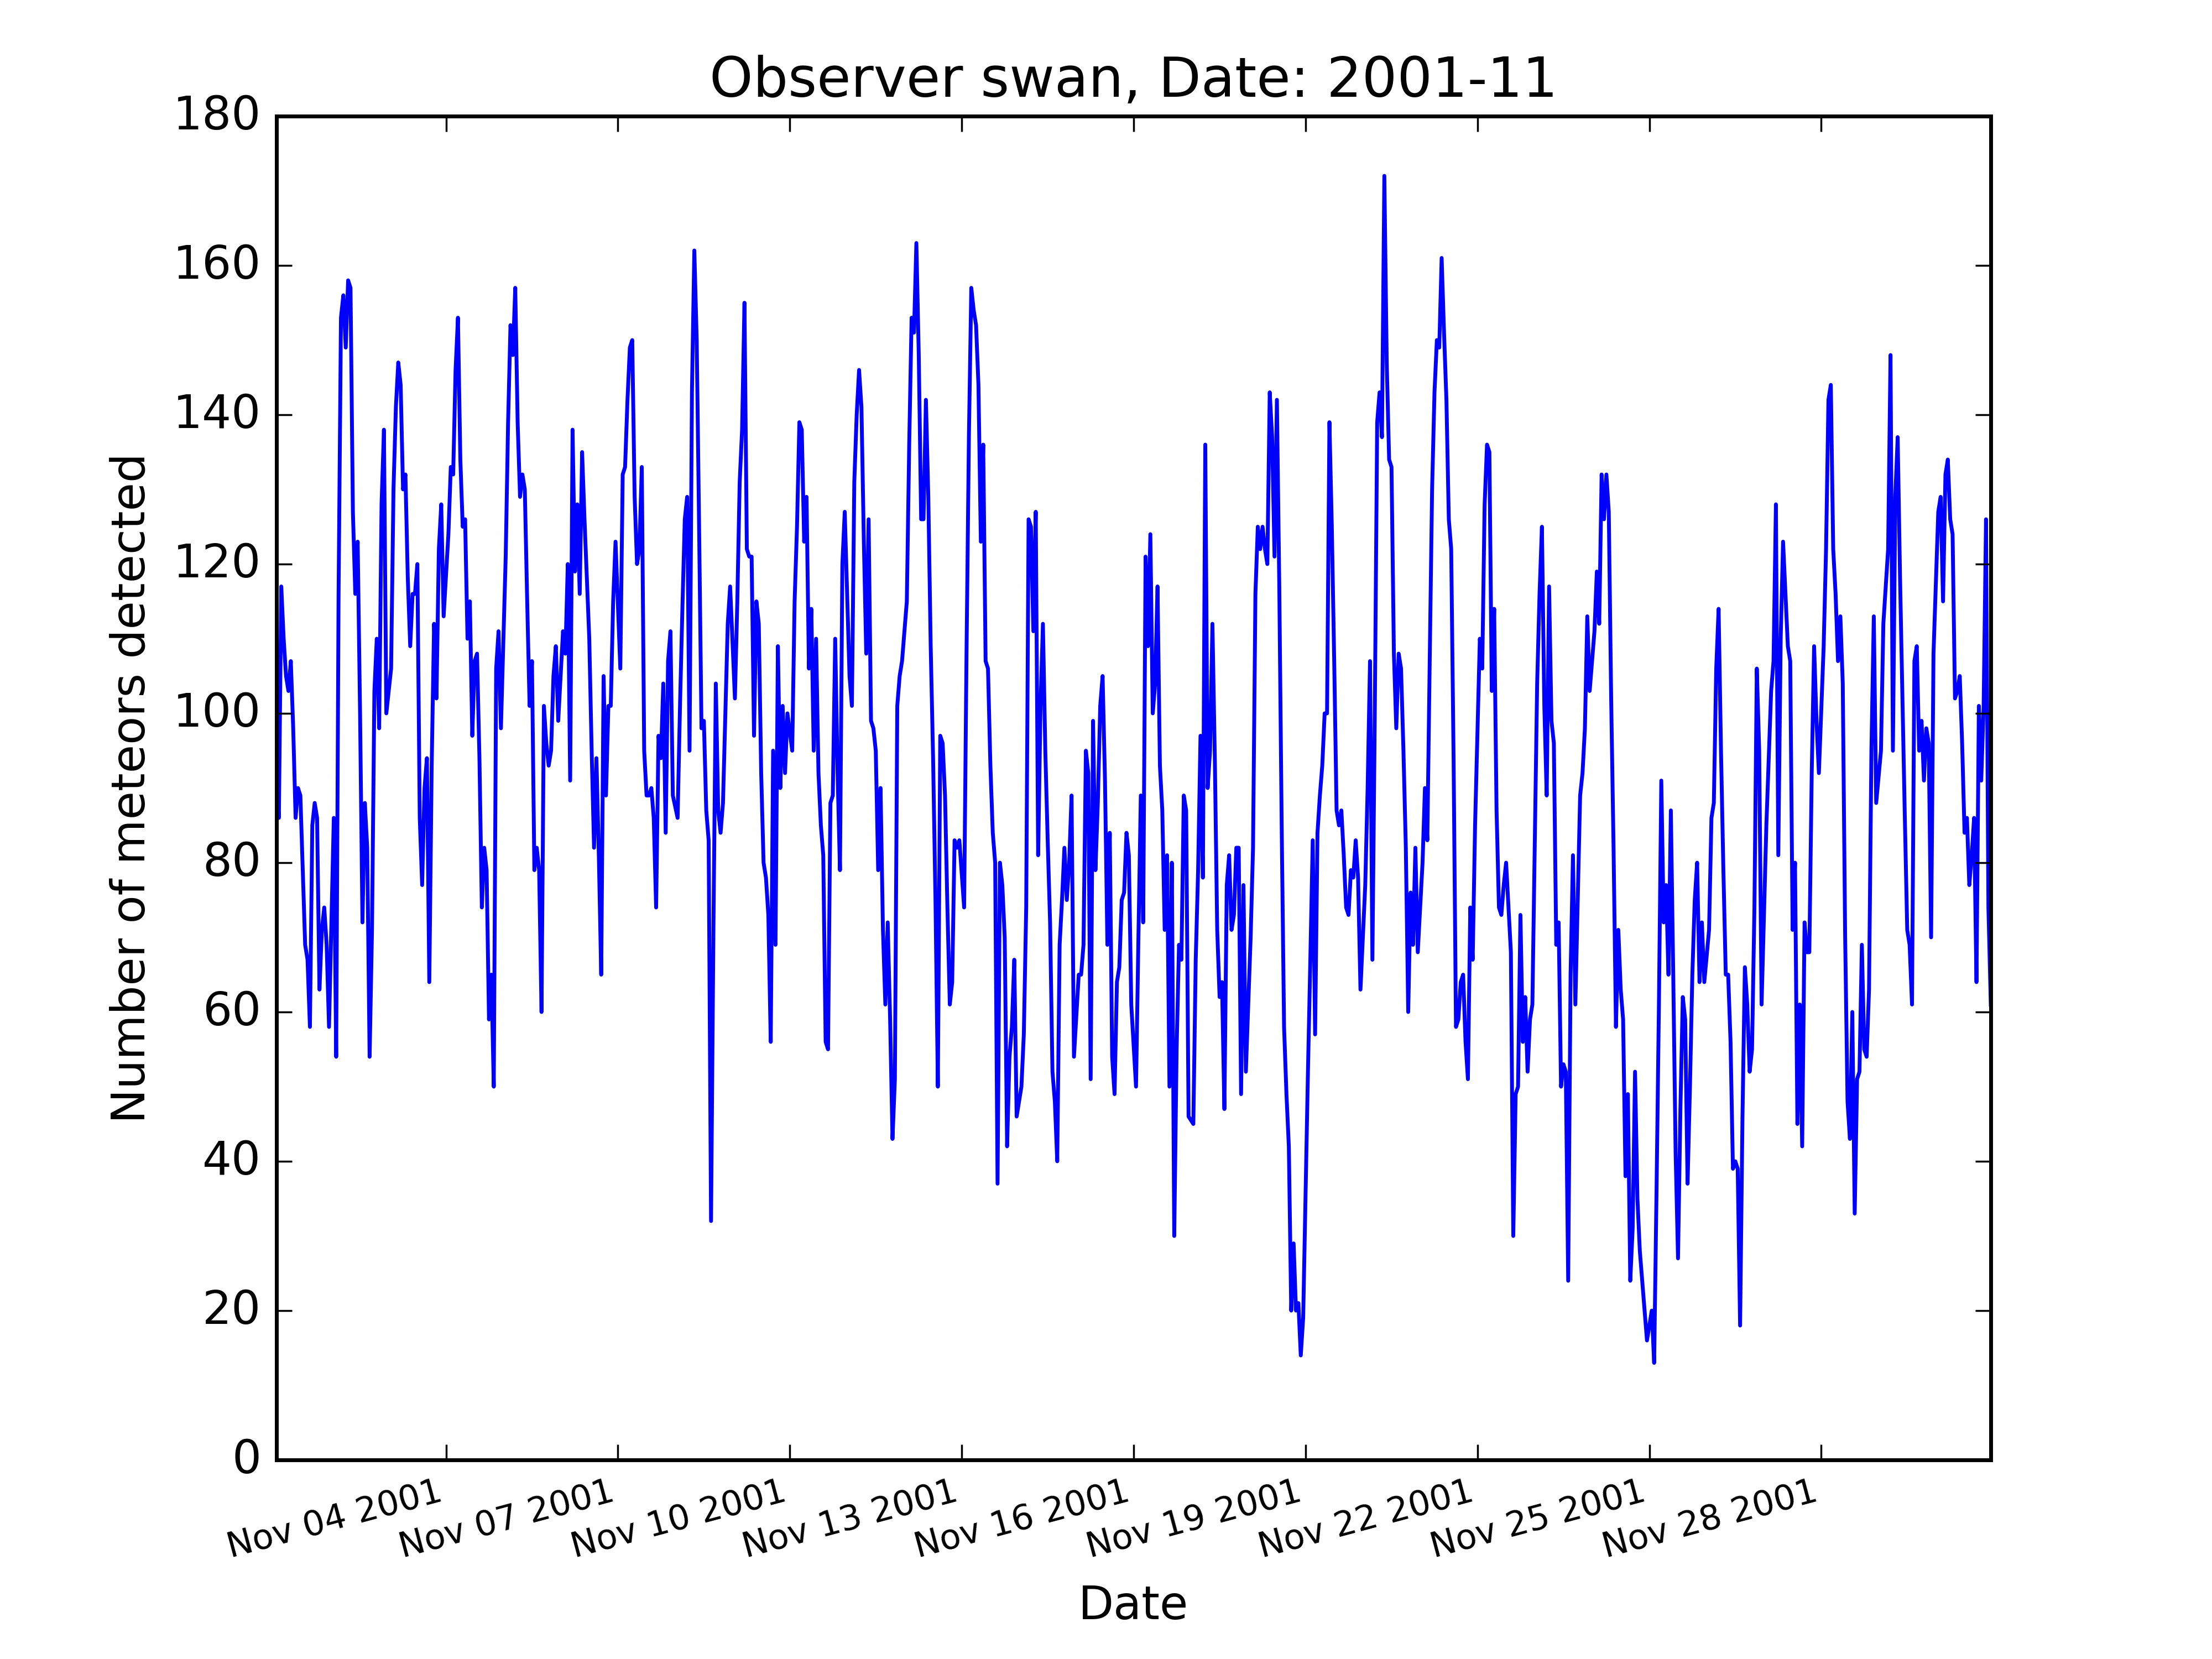 Observer swan, Date: 2001-11
Number of meteors detected
180
160
140
120
100
80
60
40
20
0
Nov 04 2001
Nov 07 2001
Nov 10 2001
Nov 13 2001
Nov 16 2001
Nov 19 2001
Nov 22 2001
Nov 25 2001
Nov 28 2001
Date